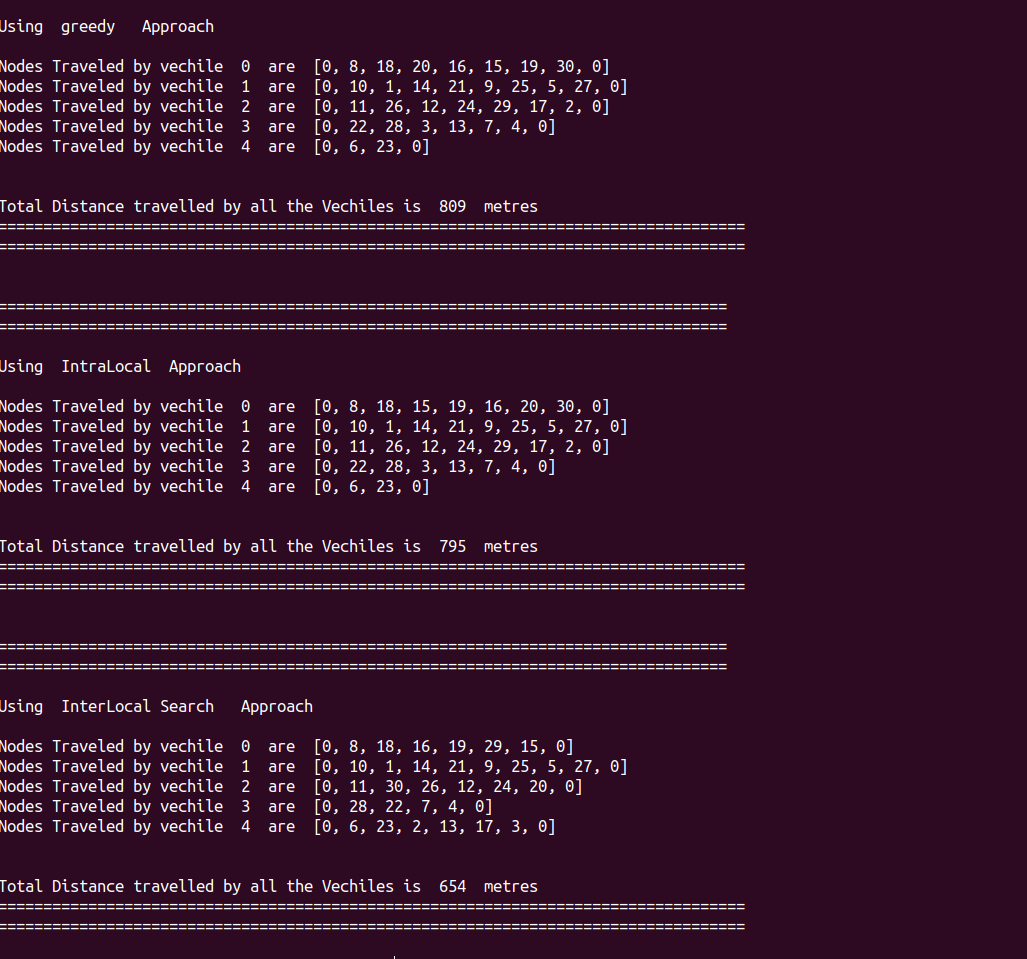 Using  greedy   Approach
Nodes Traveled by vechile  0  are  [0, 8, 18, 20, 16, 15, 19, 30, 0]
Nodes Traveled by vechile  1  are  [0, 10, 1, 14, 21, 9, 25, 5, 27, 0]
Nodes Traveled by vechile  2  are  [0, 11, 26, 12, 24, 29, 17, 2, 0]
Nodes Traveled by vechile  3  are  [0, 22, 28, 3, 13, 7, 4, 0]
Nodes Traveled by vechile  4  are  [0, 6, 23, 0]
Total Distance travelled by all the Vechiles is  809  metres
===================================================================================
===================================================================================
=================================================================================
=================================================================================
Using  IntraLocal  Approach
Nodes Traveled by vechile  0  are  [0, 8, 18, 15, 19, 16, 20, 30, 0]
Nodes Traveled by vechile  1  are  [0, 10, 1, 14, 21, 9, 25, 5, 27, 0]
Nodes Traveled by vechile  2  are  [0, 11, 26, 12, 24, 29, 17, 2, 0]
Nodes Traveled by vechile  3  are  [0, 22, 28, 3, 13, 7, 4, 0]
Nodes Traveled by vechile  4  are  [0, 6, 23, 0]
Total Distance travelled by all the Vechiles is  795  metres
===================================================================================
===================================================================================
=================================================================================
=================================================================================
Using  InterLocal Search   Approach
Nodes Traveled by vechile  0  are  [0, 8, 18, 16, 19, 29, 15, 0]
Nodes Traveled by vechile  1  are  [0, 10, 1, 14, 21, 9, 25, 5, 27, 0]
Nodes Traveled by vechile  2  are  [0, 11, 30, 26, 12, 24, 20, 0]
Nodes Traveled by vechile  3  are  [0, 28, 22, 7, 4, 0]
Nodes Traveled by vechile  4  are  [0, 6, 23, 2, 13, 17, 3, 0]
Total Distance travelled by all the Vechiles is  654  metres
===================================================================================
===================================================================================